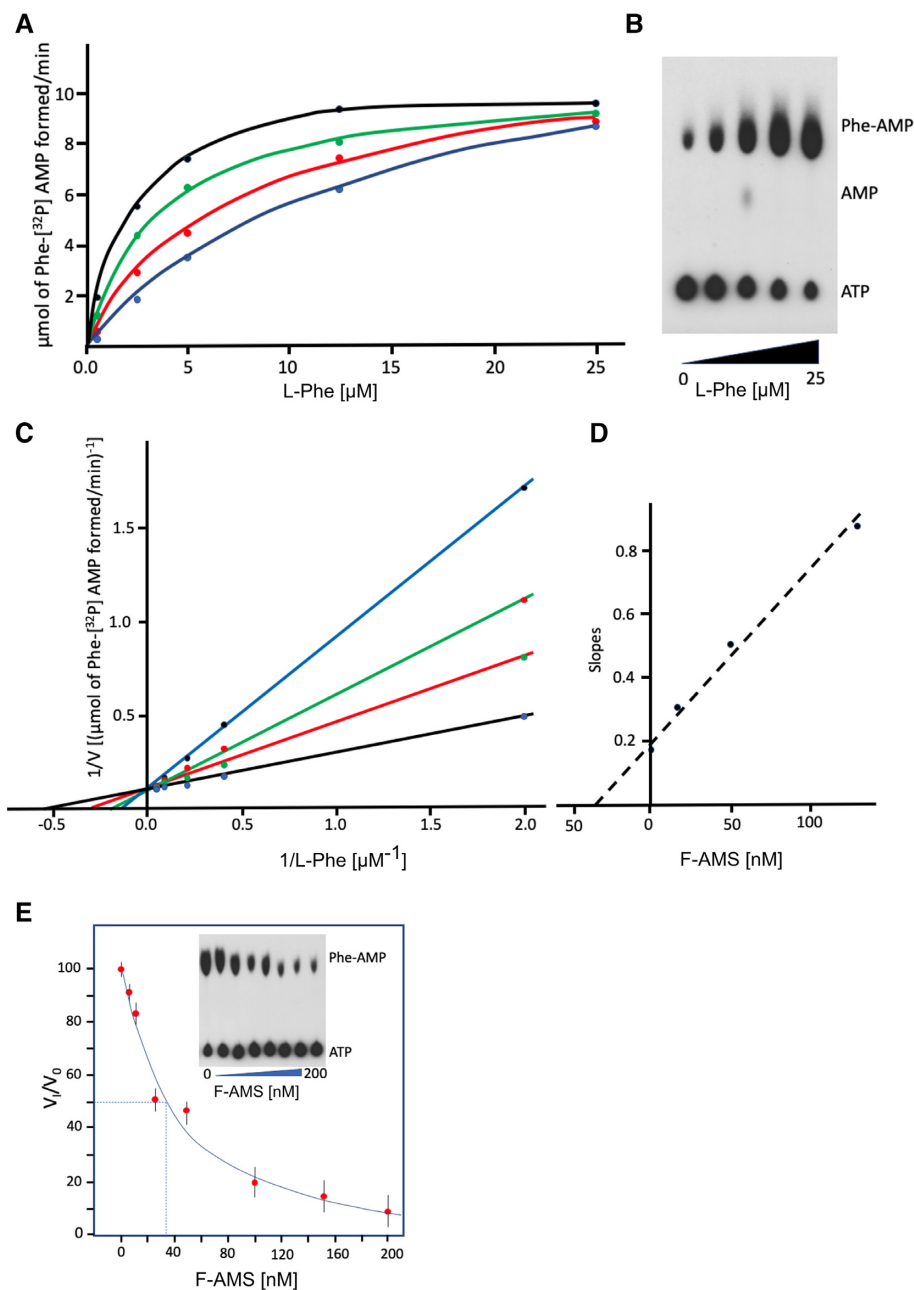 A
µmol of Phe-[³²P] AMP formed/min
10
8
6
4
2
0.0
5
10
15
20
25
L-Phe [µM]
B
Phe-AMP
AMP
ATP
0
25
L-Phe [µM]
C
1/V [(µmol of Phe-[³²P] AMP formed/min)⁻¹]
1.5
1.0
0.5
-0.5
0.0
0.5
1.0
1.5
2.0
1/L-Phe [µM⁻¹]
D
Slopes
0.8
0.6
0.4
0.2
50
0
50
100
F-AMS [nM]
E
Vᵢ/V₀
100
80
60
40
20
0
0
40
80
120
160
200
F-AMS [nM]
Phe-AMP
ATP
0
200
F-AMS [nM]